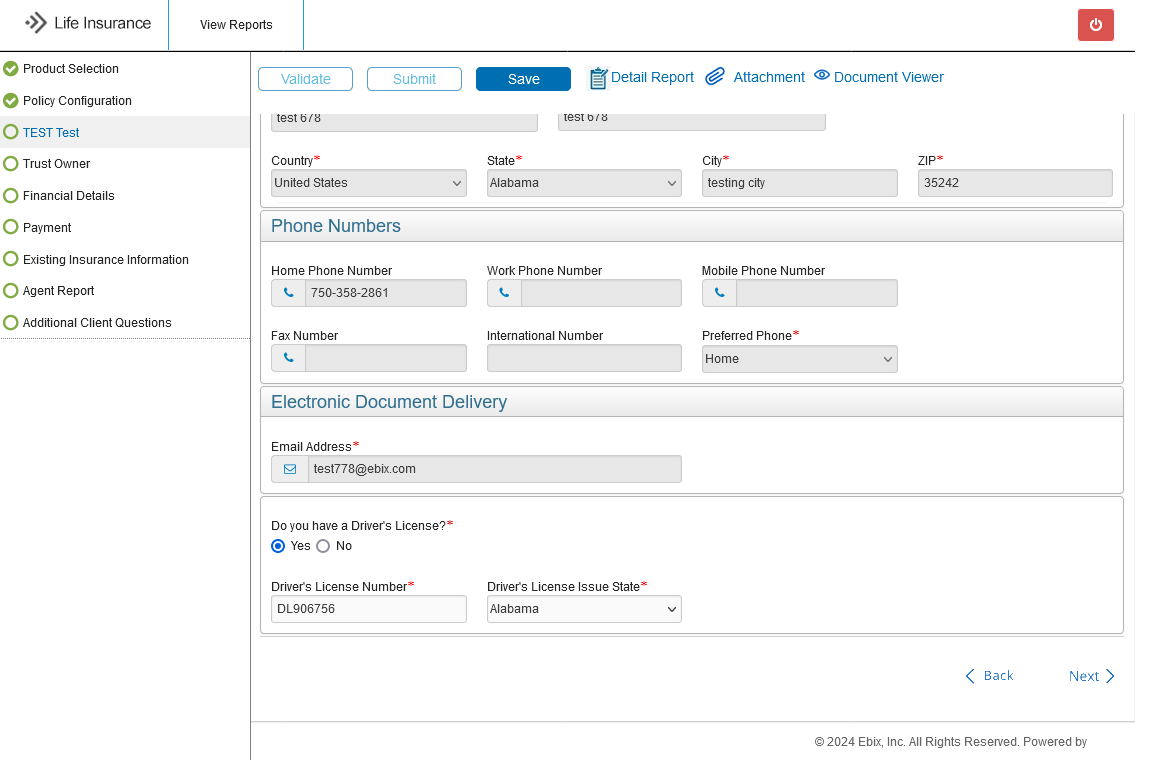 Life Insurance
View Reports
Product Selection
Policy Configuration
TEST Test
Trust Owner
Financial Details
Payment
Existing Insurance Information
Agent Report
Additional Client Questions
Validate Submit Save Detail Report Attachment Document Viewer
test 678 test 678
Country* State* City* ZIP*
United States Alabama testing city 35242
Phone Numbers
Home Phone Number Work Phone Number Mobile Phone Number
750-358-2861
Fax Number International Number Preferred Phone*
Home
Electronic Document Delivery
Email Address*
test778@ebix.com
Do you have a Driver's License?*
Yes No
Driver's License Number* Driver's License Issue State*
DL906756 Alabama
Back Next
© 2024 Ebix, Inc. All Rights Reserved. Powered by